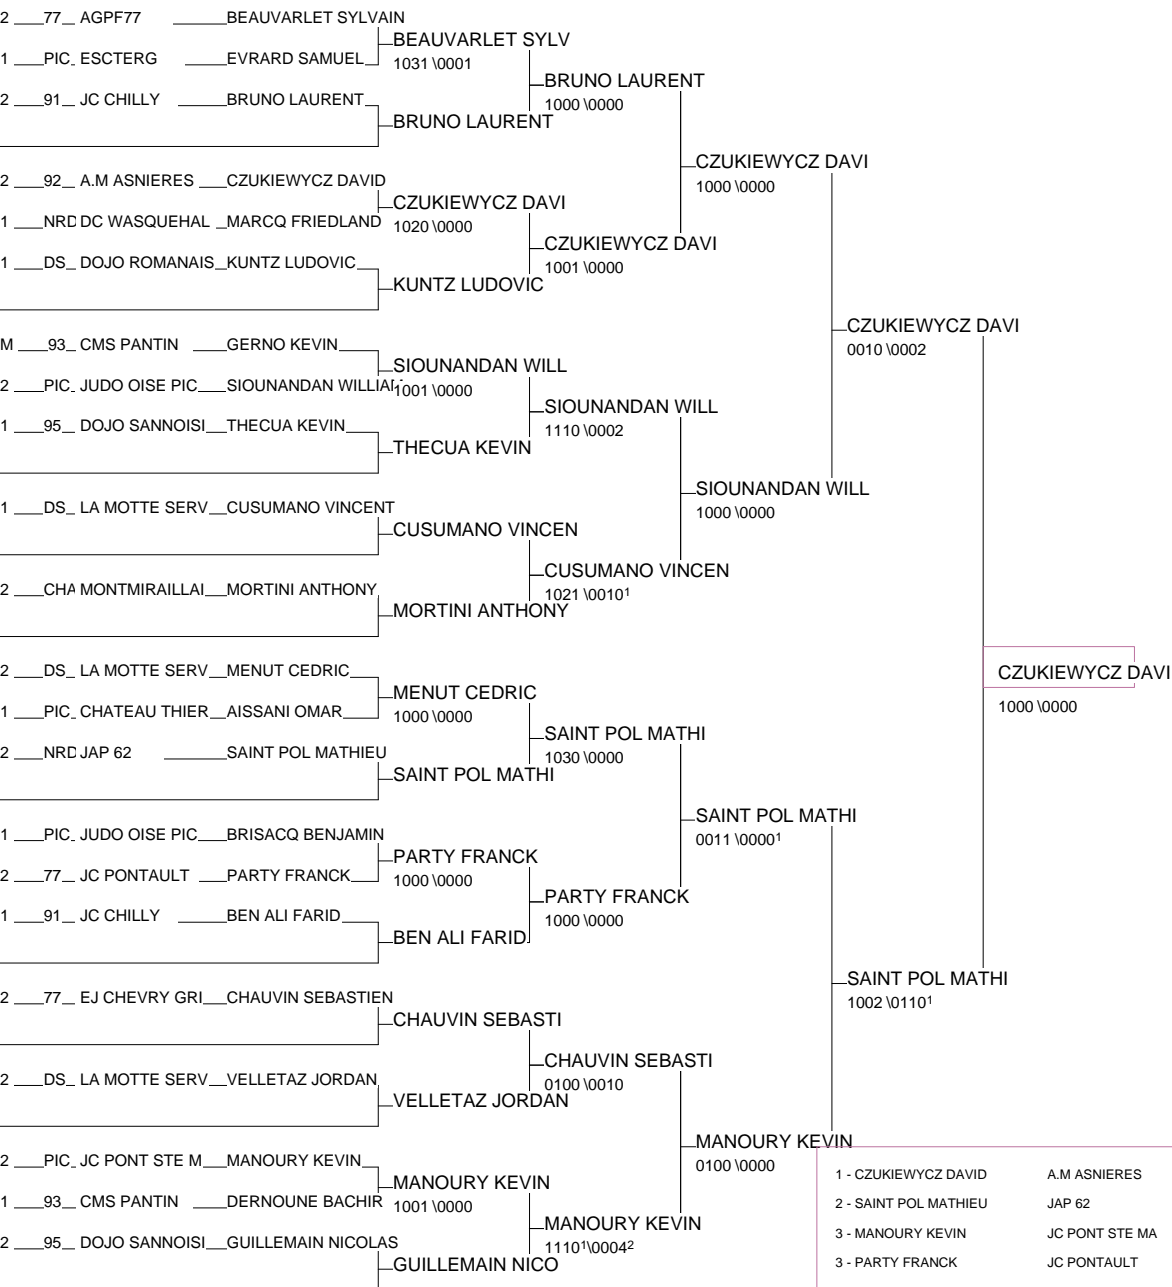 2 77 AGPF77 BEAUVARLET SYLVAIN
BEAUVARLET SYLV
1 PIC ESCTERG EVRARD SAMUEL
1031 \0001
BRUNO LAURENT
2 91 JC CHILLY BRUNO LAURENT
1000 \0000
BRUNO LAURENT
CZUKIEWYCZ DAVI
2 92 A.M ASNIERES CZUKIEWYCZ DAVID
1000 \0000
CZUKIEWYCZ DAVI
1 NRD DC WASQUEHAL MARCQ FRIEDLAND
1020 \0000
CZUKIEWYCZ DAVI
1 DS DOJO ROMANAIS KUNTZ LUDOVIC
1001 \0000
KUNTZ LUDOVIC
CZUKIEWYCZ DAVI
M 93 CMS PANTIN GERNO KEVIN
0010 \0002
SIOUNANDAN WILL
2 PIC JUDO OISE PIC SIOUNANDAN WILLIAM
1001 \0000
SIOUNANDAN WILL
1 95 DOJO SANNOISI THECUA KEVIN
1110 \0002
THECUA KEVIN
SIOUNANDAN WILL
1 DS LA MOTTE SERV CUSUMANO VINCENT
1000 \0000
CUSUMANO VINCEN
CUSUMANO VINCEN
2 CHA MONTMIRAILLAI MORTINI ANTHONY
1021 \0010¹
MORTINI ANTHONY
2 DS LA MOTTE SERV MENUT CEDRIC
CZUKIEWYCZ DAVI
MENUT CEDRIC
1 PIC CHATEAU THIER AISSANI OMAR
1000 \0000
1000 \0000
SAINT POL MATHI
2 NRD JAP 62 SAINT POL MATHIEU
1030 \0000
SAINT POL MATHI
SAINT POL MATHI
1 PIC JUDO OISE PIC BRISACQ BENJAMIN
0011 \0000¹
PARTY FRANCK
2 77 JC PONTAULT PARTY FRANCK
1000 \0000
PARTY FRANCK
1 91 JC CHILLY BEN ALI FARID
1000 \0000
BEN ALI FARID
SAINT POL MATHI
2 77 EJ CHEVRY GRI CHAUVIN SEBASTIEN
1002 \0110¹
CHAUVIN SEBASTI
CHAUVIN SEBASTI
2 DS LA MOTTE SERV VELLETAZ JORDAN
0100 \0010
VELLETAZ JORDAN
MANOURY KEVIN
2 PIC JC PONT STE M MANOURY KEVIN
0100 \0000
MANOURY KEVIN
1 93 CMS PANTIN DERNOUNE BACHIR
1001 \0000
MANOURY KEVIN
2 95 DOJO SANNOISI GUILLEMAIN NICOLAS
1110¹\0004²
GUILLEMAIN NICO
1 - CZUKIEWYCZ DAVID A.M ASNIERES
2 - SAINT POL MATHIEU JAP 62
3 - MANOURY KEVIN JC PONT STE MA
3 - PARTY FRANCK JC PONTAULT